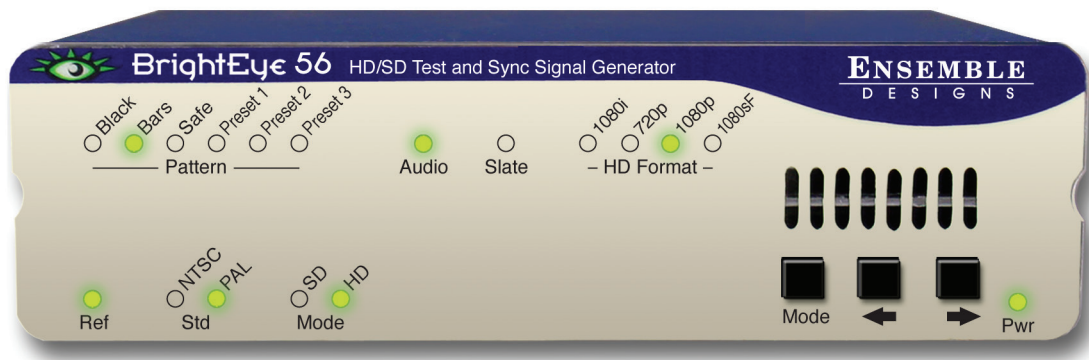 BrightEye 56 HD/SD Test and Sync Signal Generator
ENSEMBLE
DESIGNS
Black Bars Safe Preset 1 Preset 2 Preset 3
Pattern
Audio
Slate
1080i 720p 1080p 1080sF
HD Format
Ref
NTSC PAL
Std
SD HD
Mode
Mode
Pwr